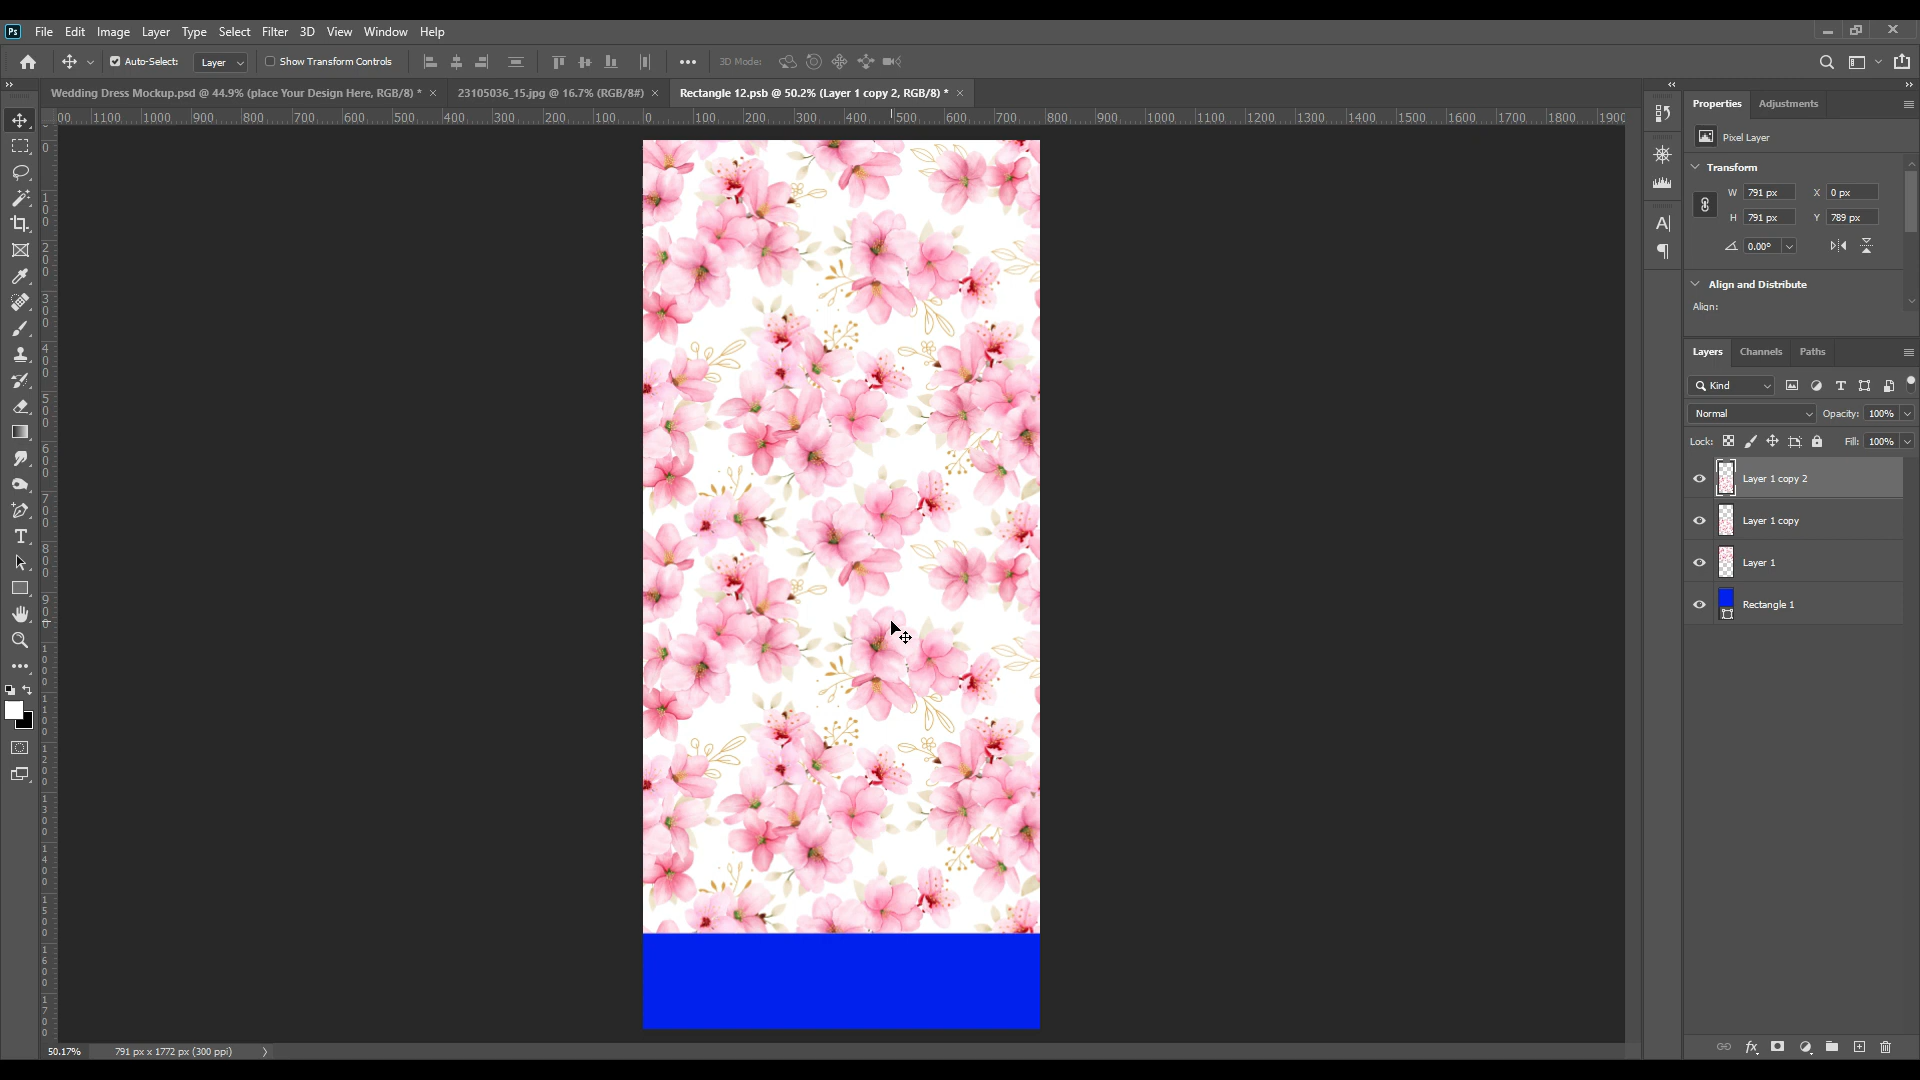 Ps File Edit Image Layer Type Select Filter 3D View Window Help
Auto-Select: Layer Show Transform Controls 3D Mode:
Wedding Dress Mockup.psd @ 44.9% (place Your Design Here, RGB/8) * × 23105036_15.jpg @ 16.7% (RGB/8#) × Rectangle 12.psb @ 50.2% (Layer 1 copy 2, RGB/8) * ×
00 1100 1000 900 800 700 600 500 400 300 200 100 0 100 200 300 400 500 600 700 800 900 1000 1100 1200 1300 1400 1500 1600 1700 1800 1900
0
100
200
300
400
500
600
700
800
900
1000
1100
1200
1300
1400
1500
1600
1700
Properties Adjustments
Pixel Layer
Transform
W 791 px X 0 px
H 791 px Y 789 px
0.00°
Align and Distribute
Align:
Layers Channels Paths
Kind
Normal Opacity: 100%
Lock: Fill: 100%
Layer 1 copy 2
Layer 1 copy
Layer 1
Rectangle 1
fx
50.17% 791 px x 1772 px (300 ppi)